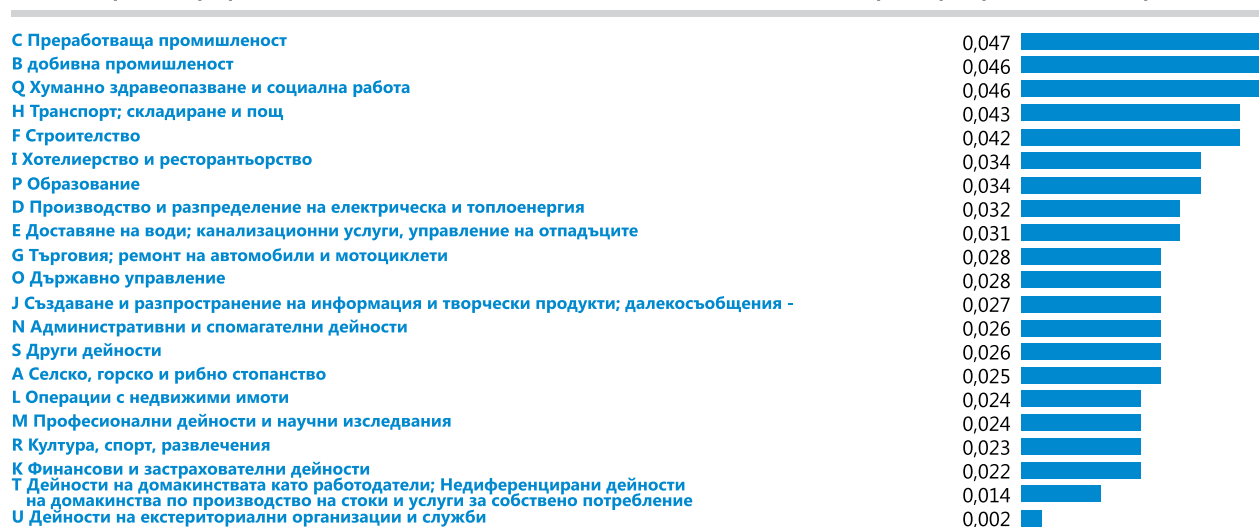 C Преработваща промишленост 0,047
B добивна промишленост 0,046
Q Хуманно здравеопазване и социална работа 0,046
H Транспорт; складиране и пощ 0,043
F Строителство 0,042
I Хотелиерство и ресторантьорство 0,034
P Образование 0,034
D Производство и разпределение на електрическа и топлоенергия 0,032
E Доставяне на води; канализационни услуги, управление на отпадъците 0,031
G Търговия; ремонт на автомобили и мотоциклети 0,028
O Държавно управление 0,028
J Създаване и разпространение на информация и творчески продукти; далекосъобщения - 0,027
N Административни и спомагателни дейности 0,026
S Други дейности 0,026
A Селско, горско и рибно стопанство 0,025
L Операции с недвижими имоти 0,024
M Професионални дейности и научни изследвания 0,024
R Култура, спорт, развлечения 0,023
K Финансови и застрахователни дейности 0,022
T Дейности на домакинствата като работодатели; Недиференцирани дейности
на домакинства по производство на стоки и услуги за собствено потребление 0,014
U Дейности на екстериториални организации и служби 0,002